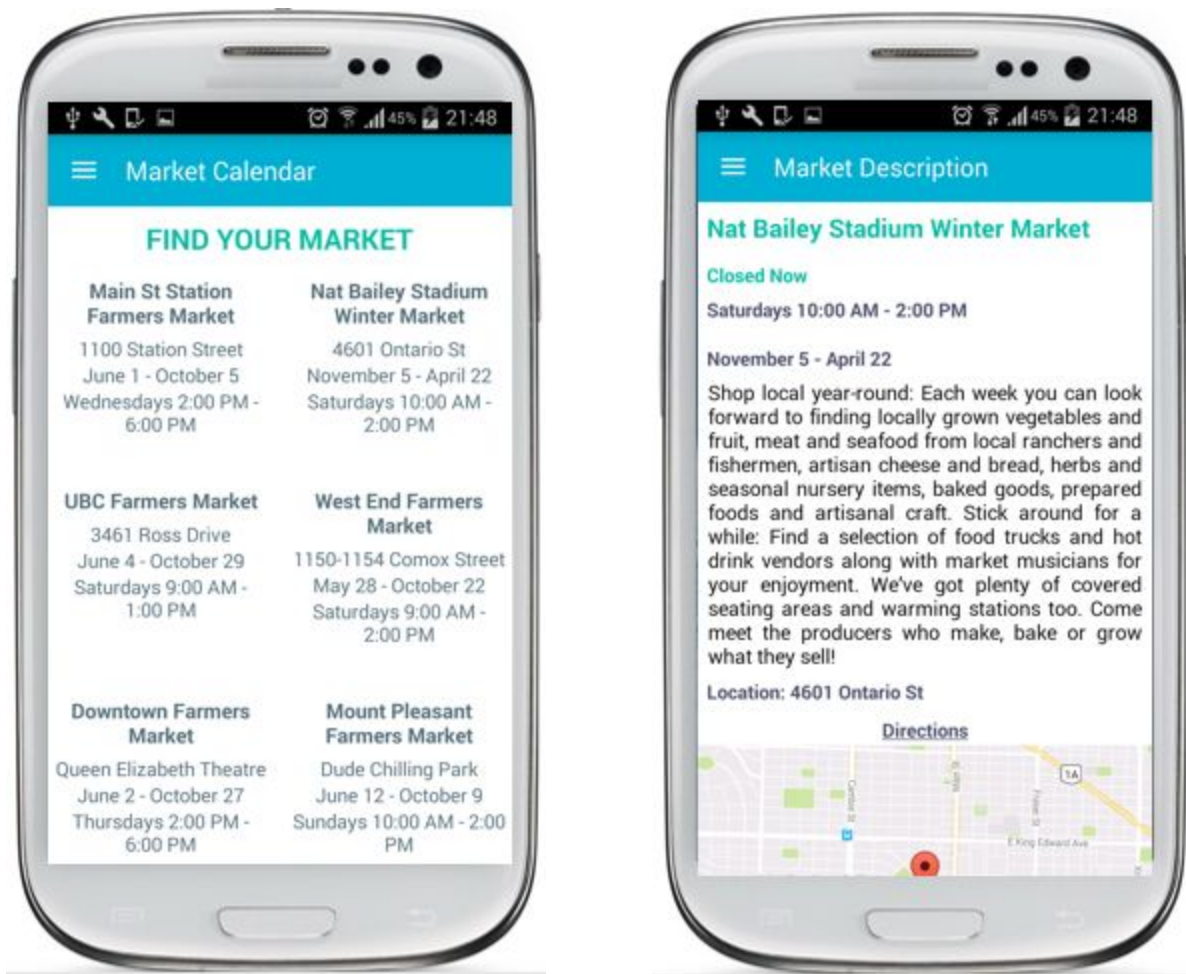 45% 21:48
Market Calendar
FIND YOUR MARKET
Main St Station
Farmers Market
1100 Station Street
June 1 - October 5
Wednesdays 2:00 PM -
6:00 PM
Nat Bailey Stadium
Winter Market
4601 Ontario St
November 5 - April 22
Saturdays 10:00 AM -
2:00 PM
UBC Farmers Market
3461 Ross Drive
June 4 - October 29
Saturdays 9:00 AM -
1:00 PM
West End Farmers
Market
1150-1154 Comox Street
May 28 - October 22
Saturdays 9:00 AM -
2:00 PM
Downtown Farmers
Market
Queen Elizabeth Theatre
June 2 - October 27
Thursdays 2:00 PM -
6:00 PM
Mount Pleasant
Farmers Market
Dude Chilling Park
June 12 - October 9
Sundays 10:00 AM - 2:00
PM
45% 21:48
Market Description
Nat Bailey Stadium Winter Market
Closed Now
Saturdays 10:00 AM - 2:00 PM
November 5 - April 22
Shop local year-round: Each week you can look
forward to finding locally grown vegetables and
fruit, meat and seafood from local ranchers and
fishermen, artisan cheese and bread, herbs and
seasonal nursery items, baked goods, prepared
foods and artisanal craft. Stick around for a
while: Find a selection of food trucks and hot
drink vendors along with market musicians for
your enjoyment. We've got plenty of covered
seating areas and warming stations too. Come
meet the producers who make, bake or grow
what they sell!
Location: 4601 Ontario St
Directions
1A
Cambie St
Main St
Fraser St
E King Edward Ave